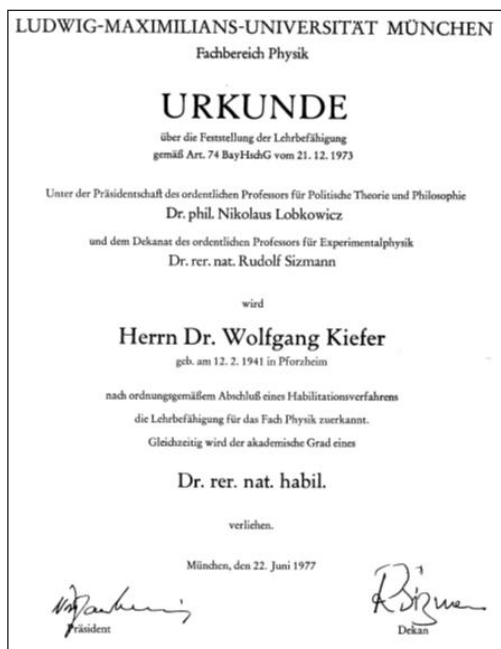 LUDWIG-MAXIMILIANS-UNIVERSITÄT MÜNCHEN
Fachbereich Physik
URKUNDE
über die Feststellung der Lehrbefähigung
gemäß Art. 74 BayHschG vom 21. 12. 1973
Unter der Präsidentschaft des ordentlichen Professors für Politische Theorie und Philosophie
Dr. phil. Nikolaus Lobkowicz
und dem Dekanat des ordentlichen Professors für Experimentalphysik
Dr. rer. nat. Rudolf Sizmann
wird
Herrn Dr. Wolfgang Kiefer
geb. am 12. 2. 1941 in Pforzheim
nach ordnungsgemäßem Abschluß eines Habilitationsverfahrens
die Lehrbefähigung für das Fach Physik zuerkannt.
Gleichzeitig wird der akademische Grad eines
Dr. rer. nat. habil.
verliehen.
München, den 22. Juni 1977
Präsident
Dekan